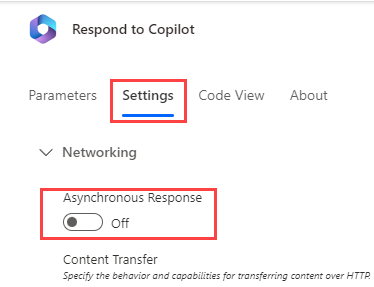 Respond to Copilot
Parameters Settings Code View About
Networking
Asynchronous Response
Off
Content Transfer
Specify the behavior and capabilities for transferring content over HTTP.